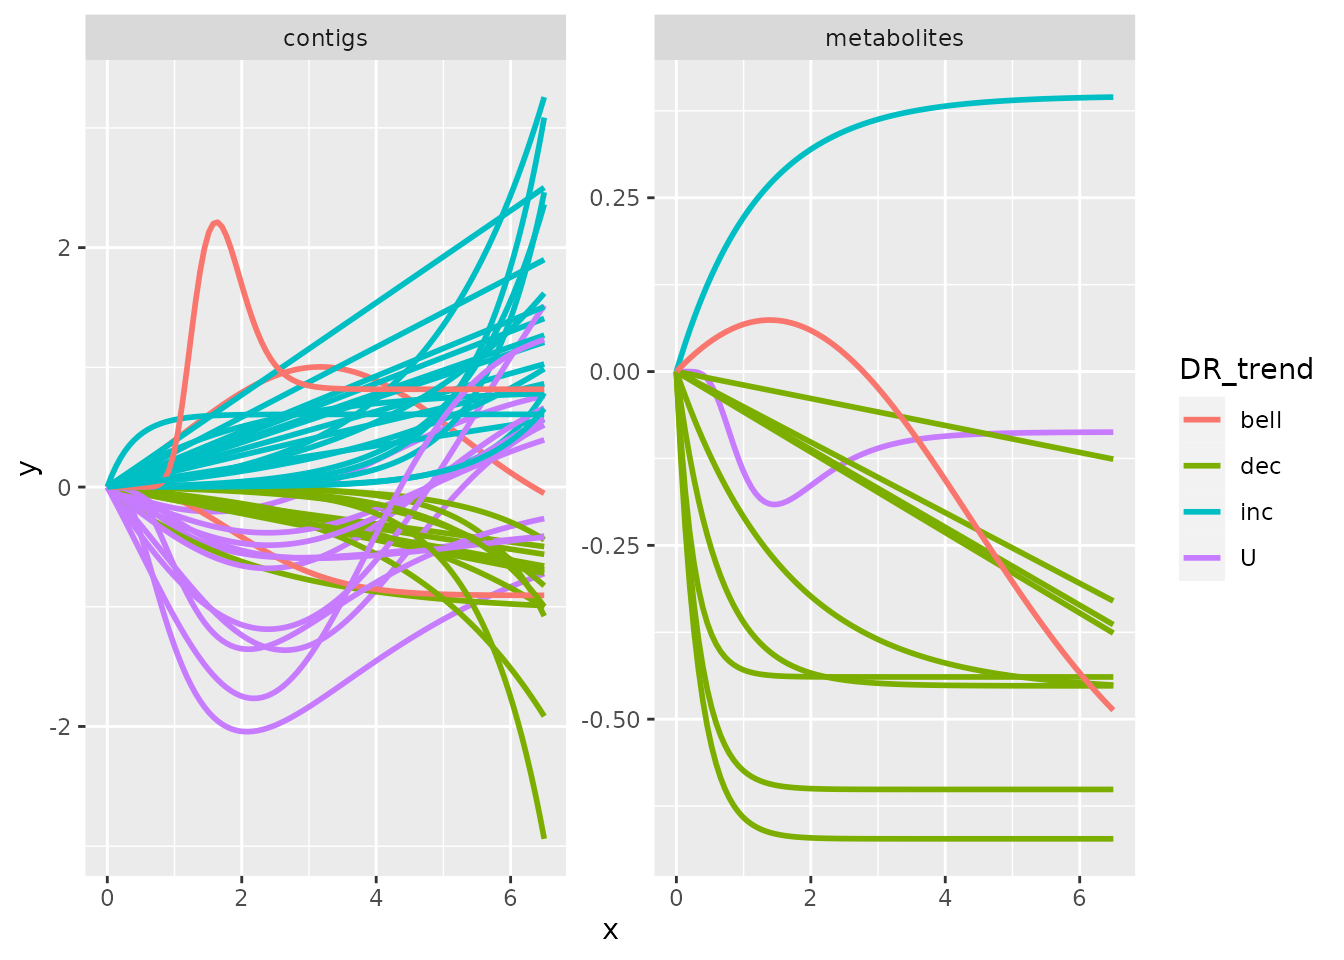 contigs
metabolites
y
2
0
-2
0.25
0.00
-0.25
-0.50
0 2 4 6
0 2 4 6
x
DR_trend
bell
dec
inc
U